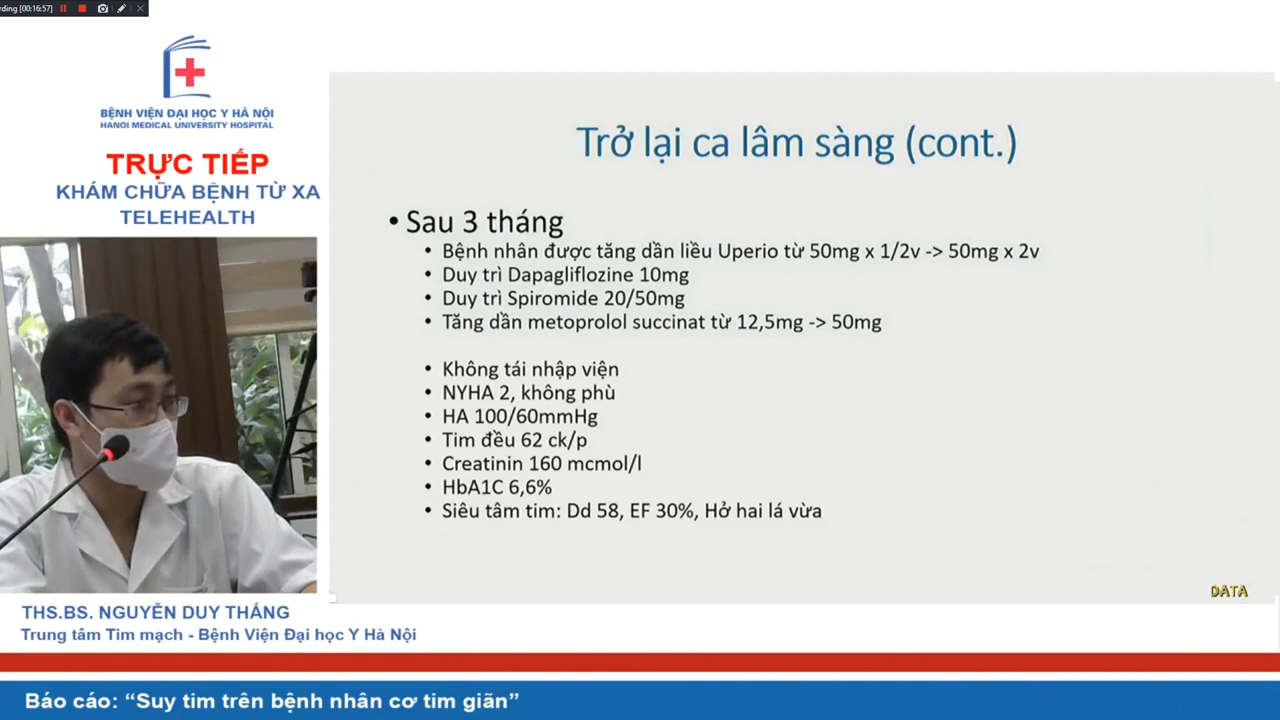 rding [00:16:57]
BỆNH VIỆN ĐẠI HỌC Y HÀ NỘI
HANOI MEDICAL UNIVERSITY HOSPITAL
TRỰC TIẾP
KHÁM CHỮA BỆNH TỪ XA
TELEHEALTH
Trở lại ca lâm sàng (cont.)
• Sau 3 tháng
• Bệnh nhân được tăng dần liều Uperio từ 50mg x 1/2v -> 50mg x 2v
• Duy trì Dapagliflozine 10mg
• Duy trì Spiromide 20/50mg
• Tăng dần metoprolol succinat từ 12,5mg -> 50mg
• Không tái nhập viện
• NYHA 2, không phù
• HA 100/60mmHg
• Tim đều 62 ck/p
• Creatinin 160 mcmol/l
• HbA1C 6,6%
• Siêu tâm tim: Dd 58, EF 30%, Hở hai lá vừa
DATA
THS.BS. NGUYỄN DUY THẮNG
Trung tâm Tim mạch - Bệnh Viện Đại học Y Hà Nội
Báo cáo: “Suy tim trên bệnh nhân cơ tim giãn”